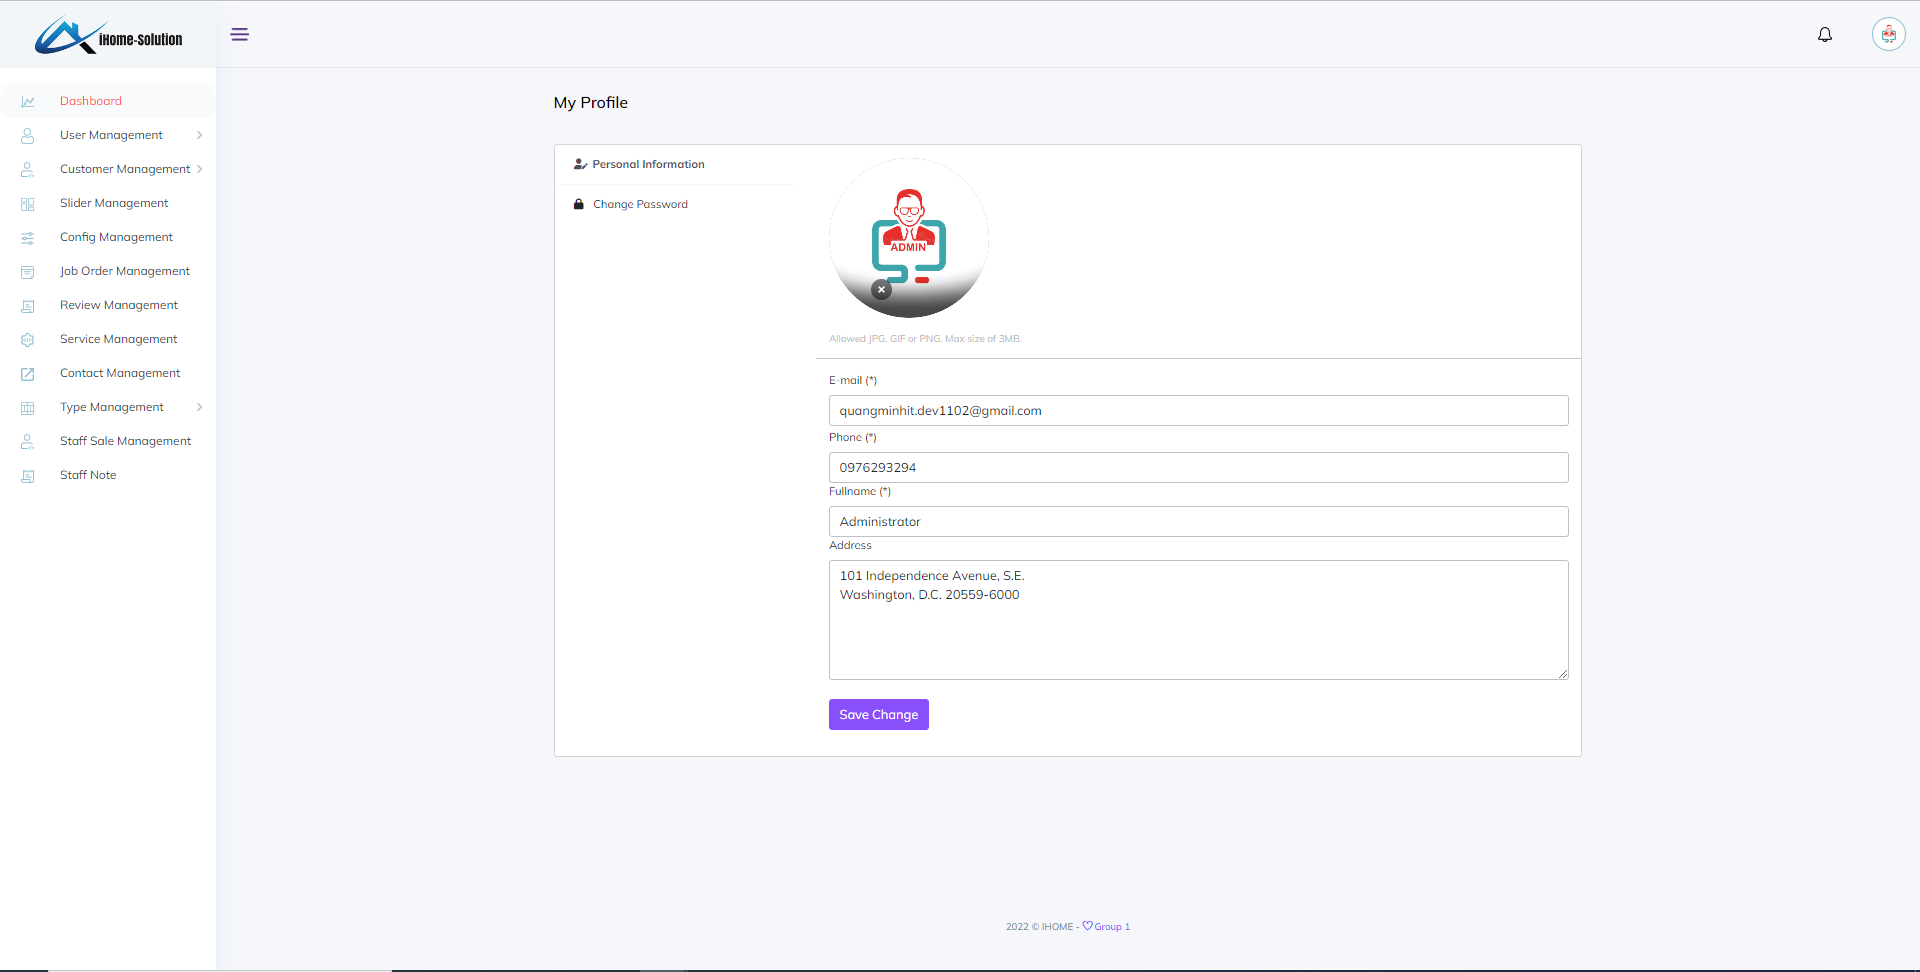 iHome-Solution
Dashboard
User Management
Customer Management
Slider Management
Config Management
Job Order Management
Review Management
Service Management
Contact Management
Type Management
Staff Sale Management
Staff Note
My Profile
Personal Information
Change Password
ADMIN
Allowed JPG, GIF or PNG. Max size of 3MB.
E-mail (*)
quangminhit.dev1102@gmail.com
Phone (*)
0976293294
Fullname (*)
Administrator
Address
101 Independence Avenue, S.E.
Washington, D.C. 20559-6000
Save Change
2022 © IHOME - Group 1